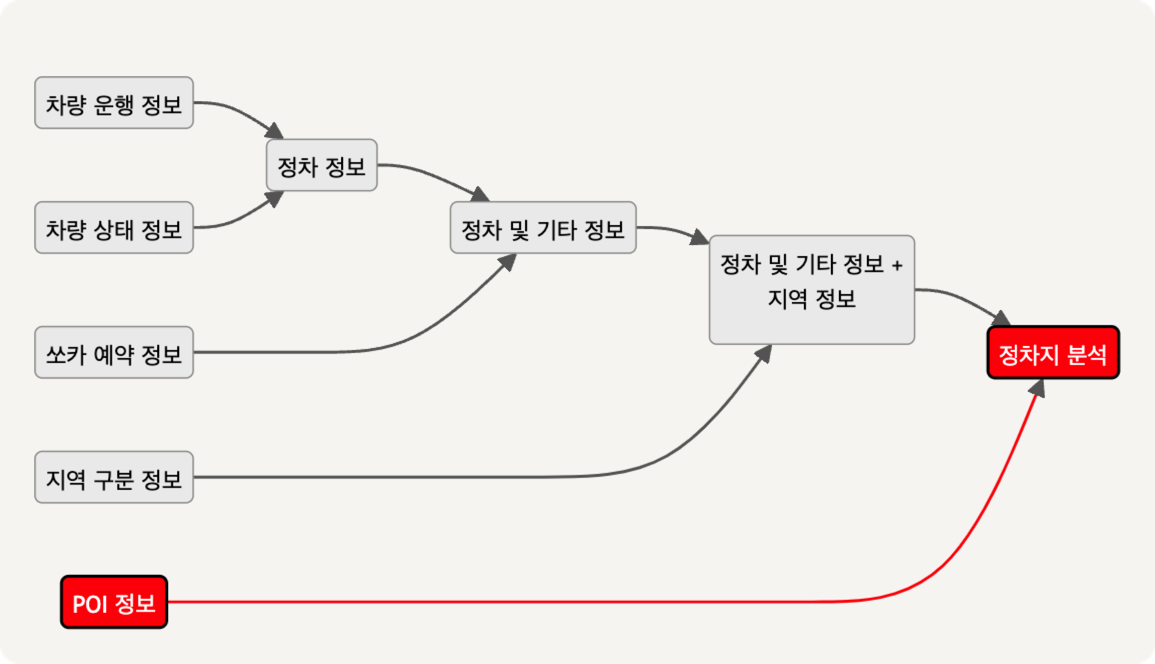 차량 운행 정보
정차 정보
차량 상태 정보
정차 및 기타 정보
정차 및 기타 정보 +
지역 정보
쏘카 예약 정보
정차지 분석
지역 구분 정보
POI 정보